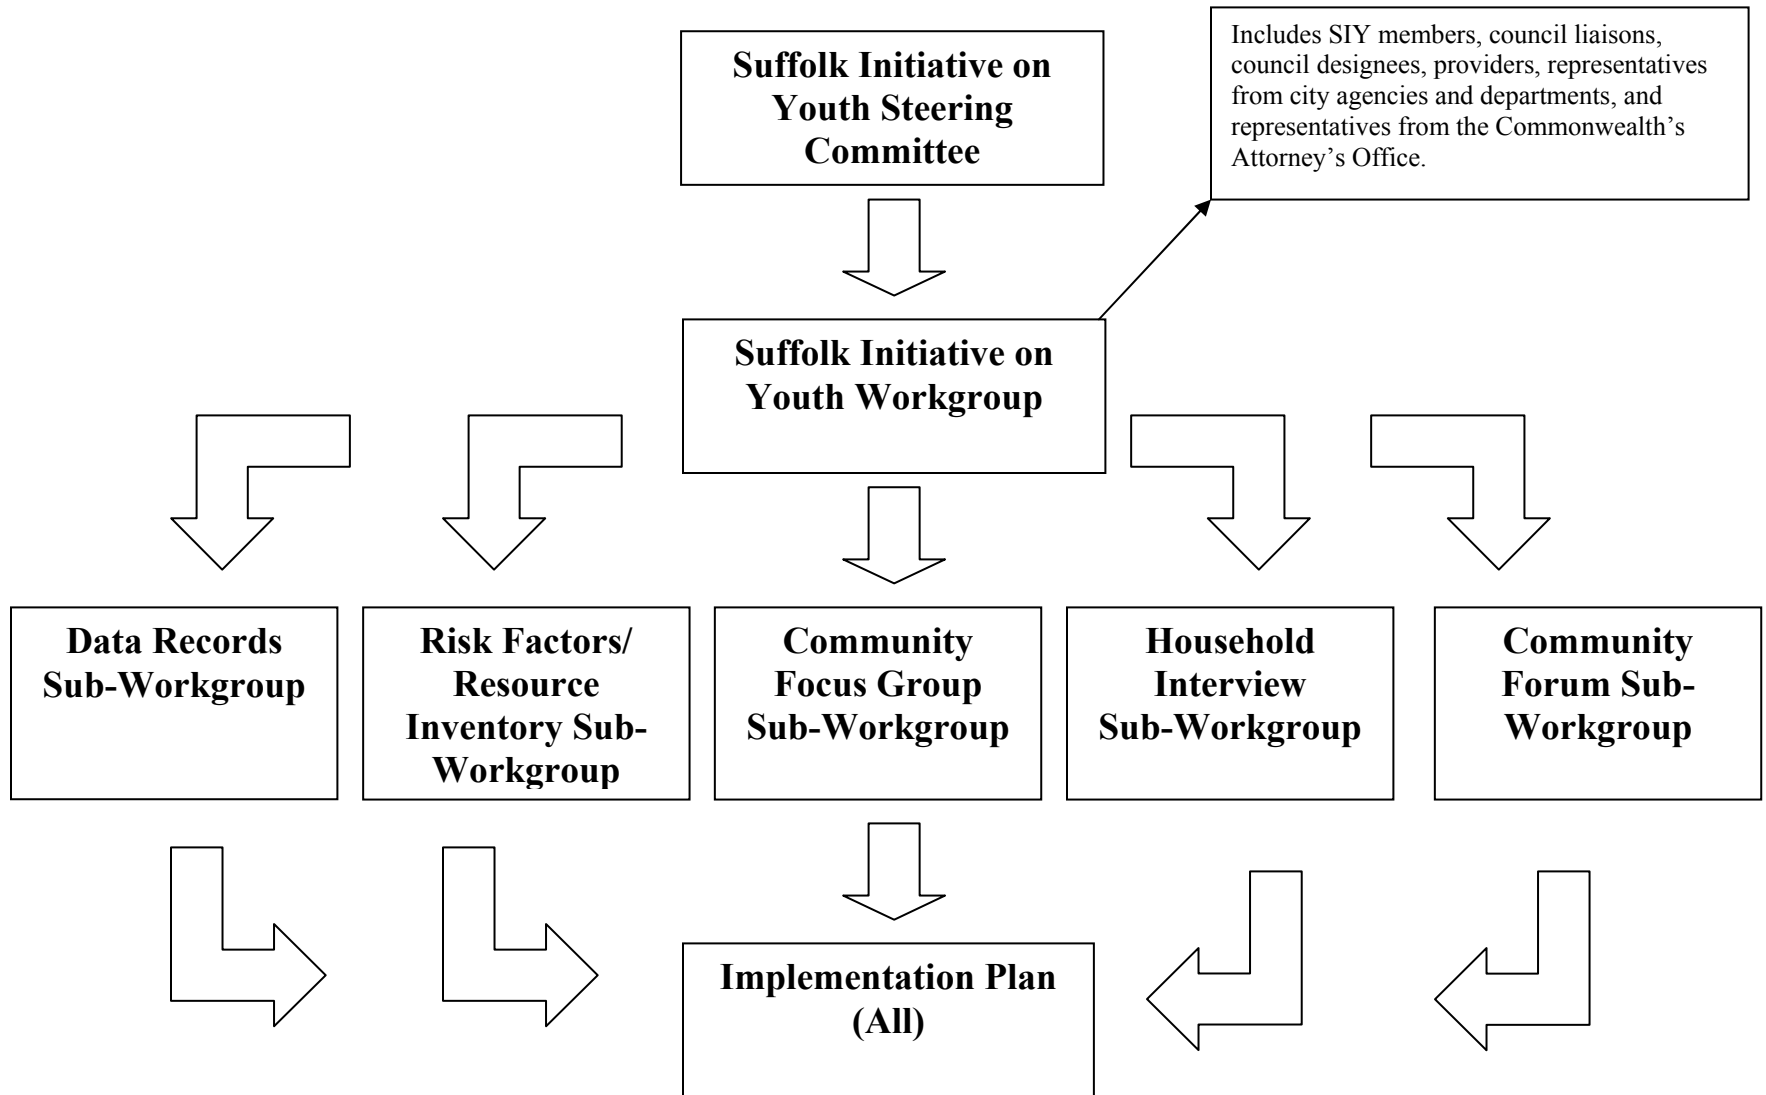 Suffolk Initiative on
Youth Steering
Committee
Includes SIY members, council liaisons,
council designees, providers, representatives
from city agencies and departments, and
representatives from the Commonwealth’s
Attorney’s Office.
Suffolk Initiative on
Youth Workgroup
Data Records
Sub-Workgroup
Risk Factors/
Resource
Inventory Sub-
Workgroup
Community
Focus Group
Sub-Workgroup
Household
Interview
Sub-Workgroup
Community
Forum Sub-
Workgroup
Implementation Plan
(All)